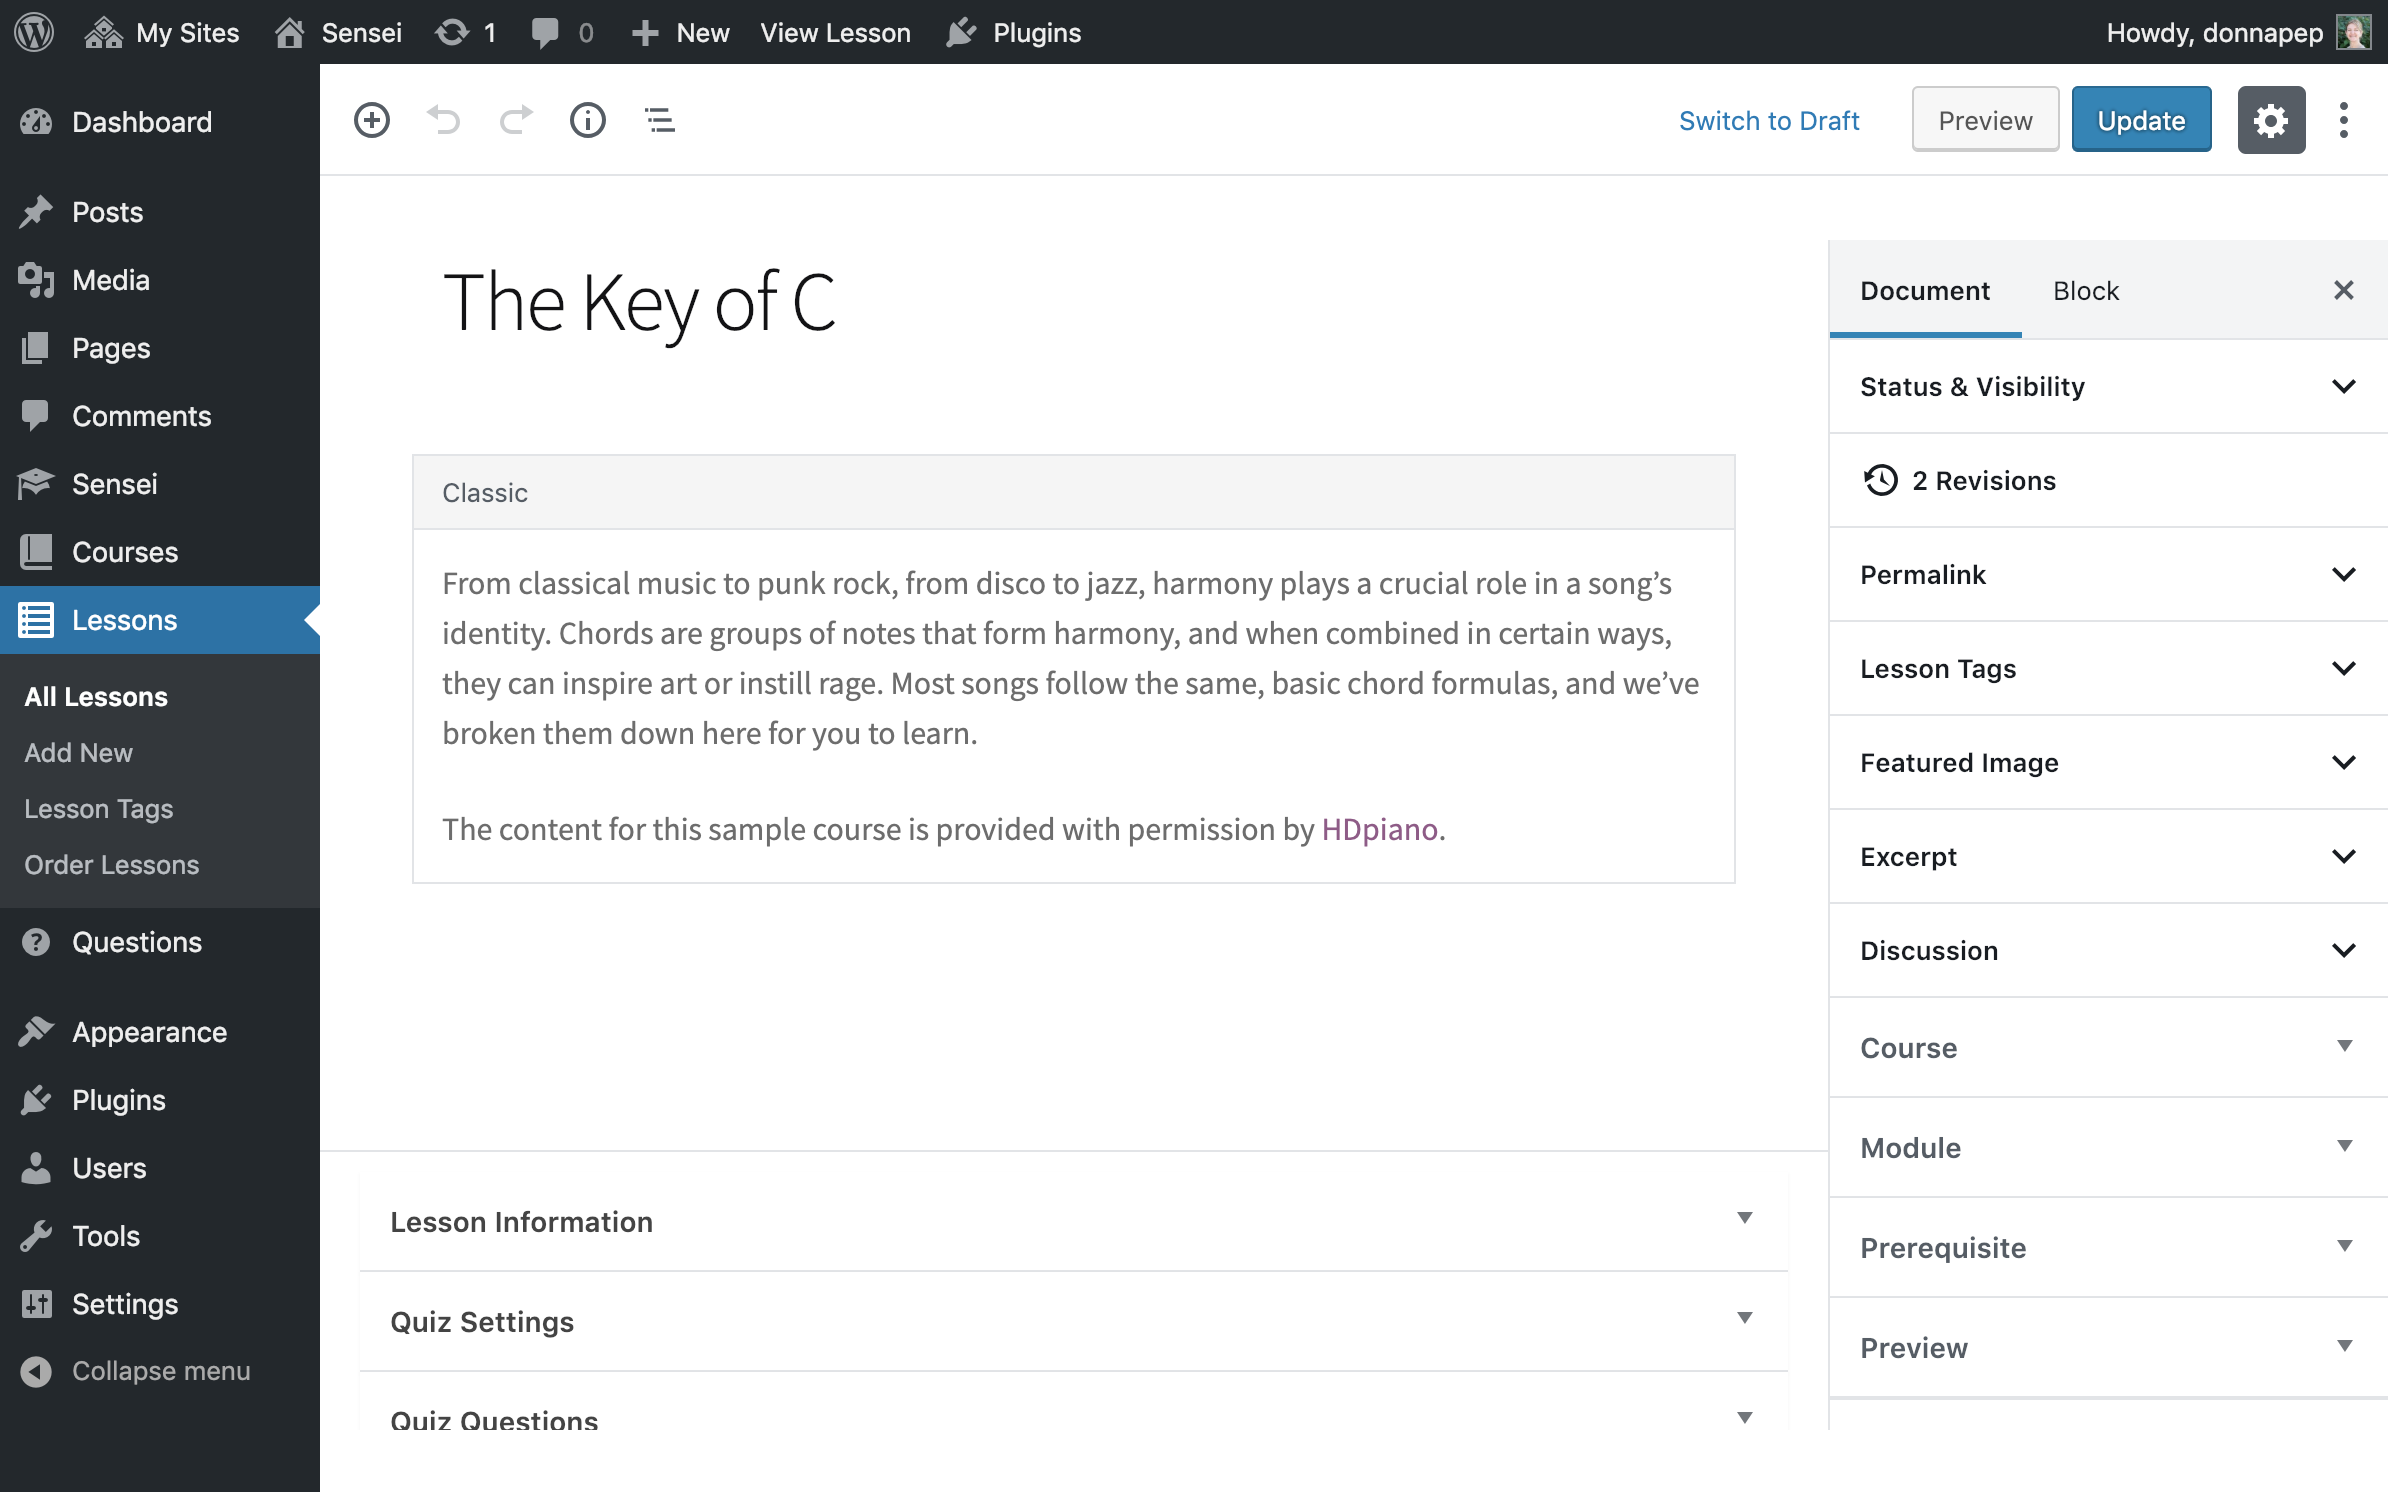 My Sites
Sensei
1
0
New
View Lesson
Plugins
Howdy, donnapep
Dashboard
Posts
Media
Pages
Comments
Sensei
Courses
Lessons
All Lessons
Add New
Lesson Tags
Order Lessons
Questions
Appearance
Plugins
Users
Tools
Settings
Collapse menu
Switch to Draft
Preview
Update
The Key of C
Classic
From classical music to punk rock, from disco to jazz, harmony plays a crucial role in a song’s
identity. Chords are groups of notes that form harmony, and when combined in certain ways,
they can inspire art or instill rage. Most songs follow the same, basic chord formulas, and we’ve
broken them down here for you to learn.
The content for this sample course is provided with permission by HDpiano.
Lesson Information
Quiz Settings
Quiz Questions
Document
Block
Status & Visibility
2 Revisions
Permalink
Lesson Tags
Featured Image
Excerpt
Discussion
Course
Module
Prerequisite
Preview